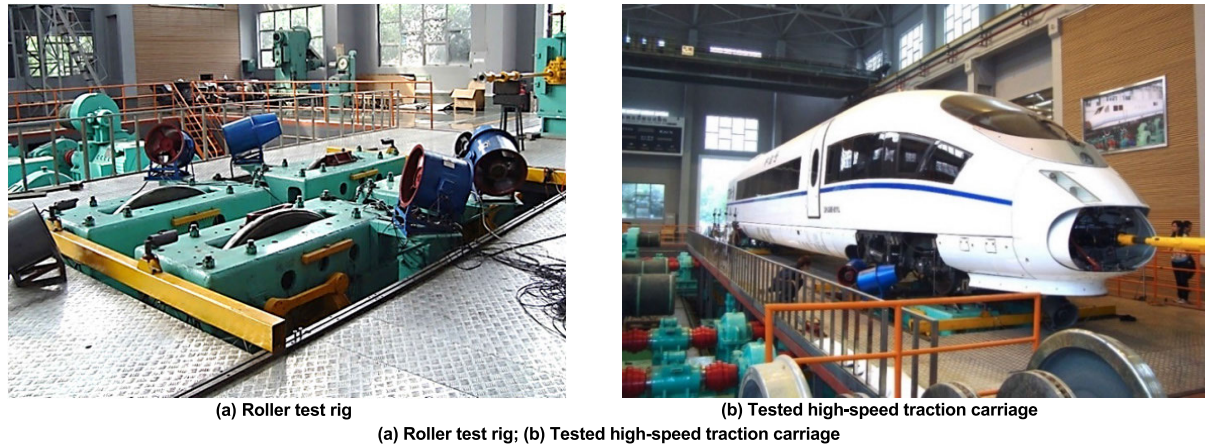 (a) Roller test rig
(b) Tested high-speed traction carriage
(a) Roller test rig; (b) Tested high-speed traction carriage